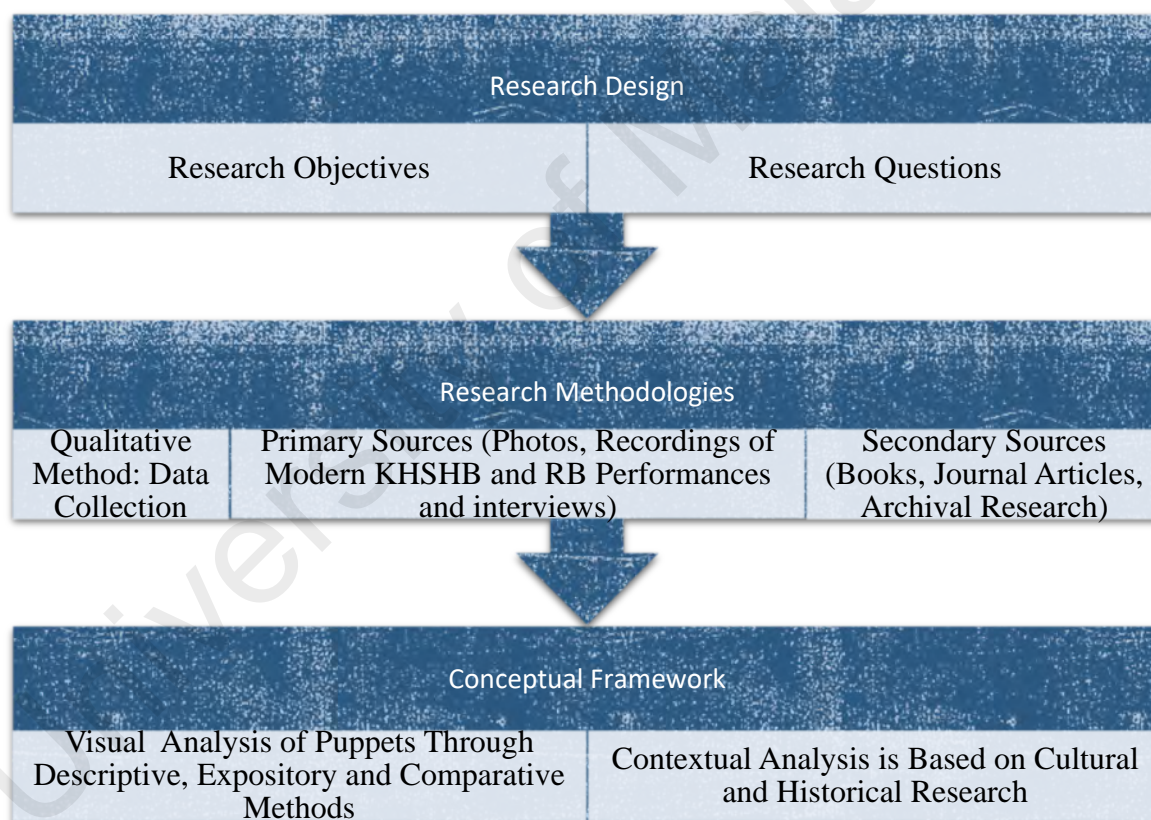 Research Design
Research Objectives
Research Questions
Research Methodologies
Qualitative
Method: Data
Collection
Primary Sources (Photos, Recordings of
Modern KHSHB and RB Performances
and interviews)
Secondary Sources
(Books, Journal Articles,
Archival Research)
Conceptual Framework
Visual Analysis of Puppets Through
Descriptive, Expository and Comparative
Methods
Contextual Analysis is Based on Cultural
and Historical Research